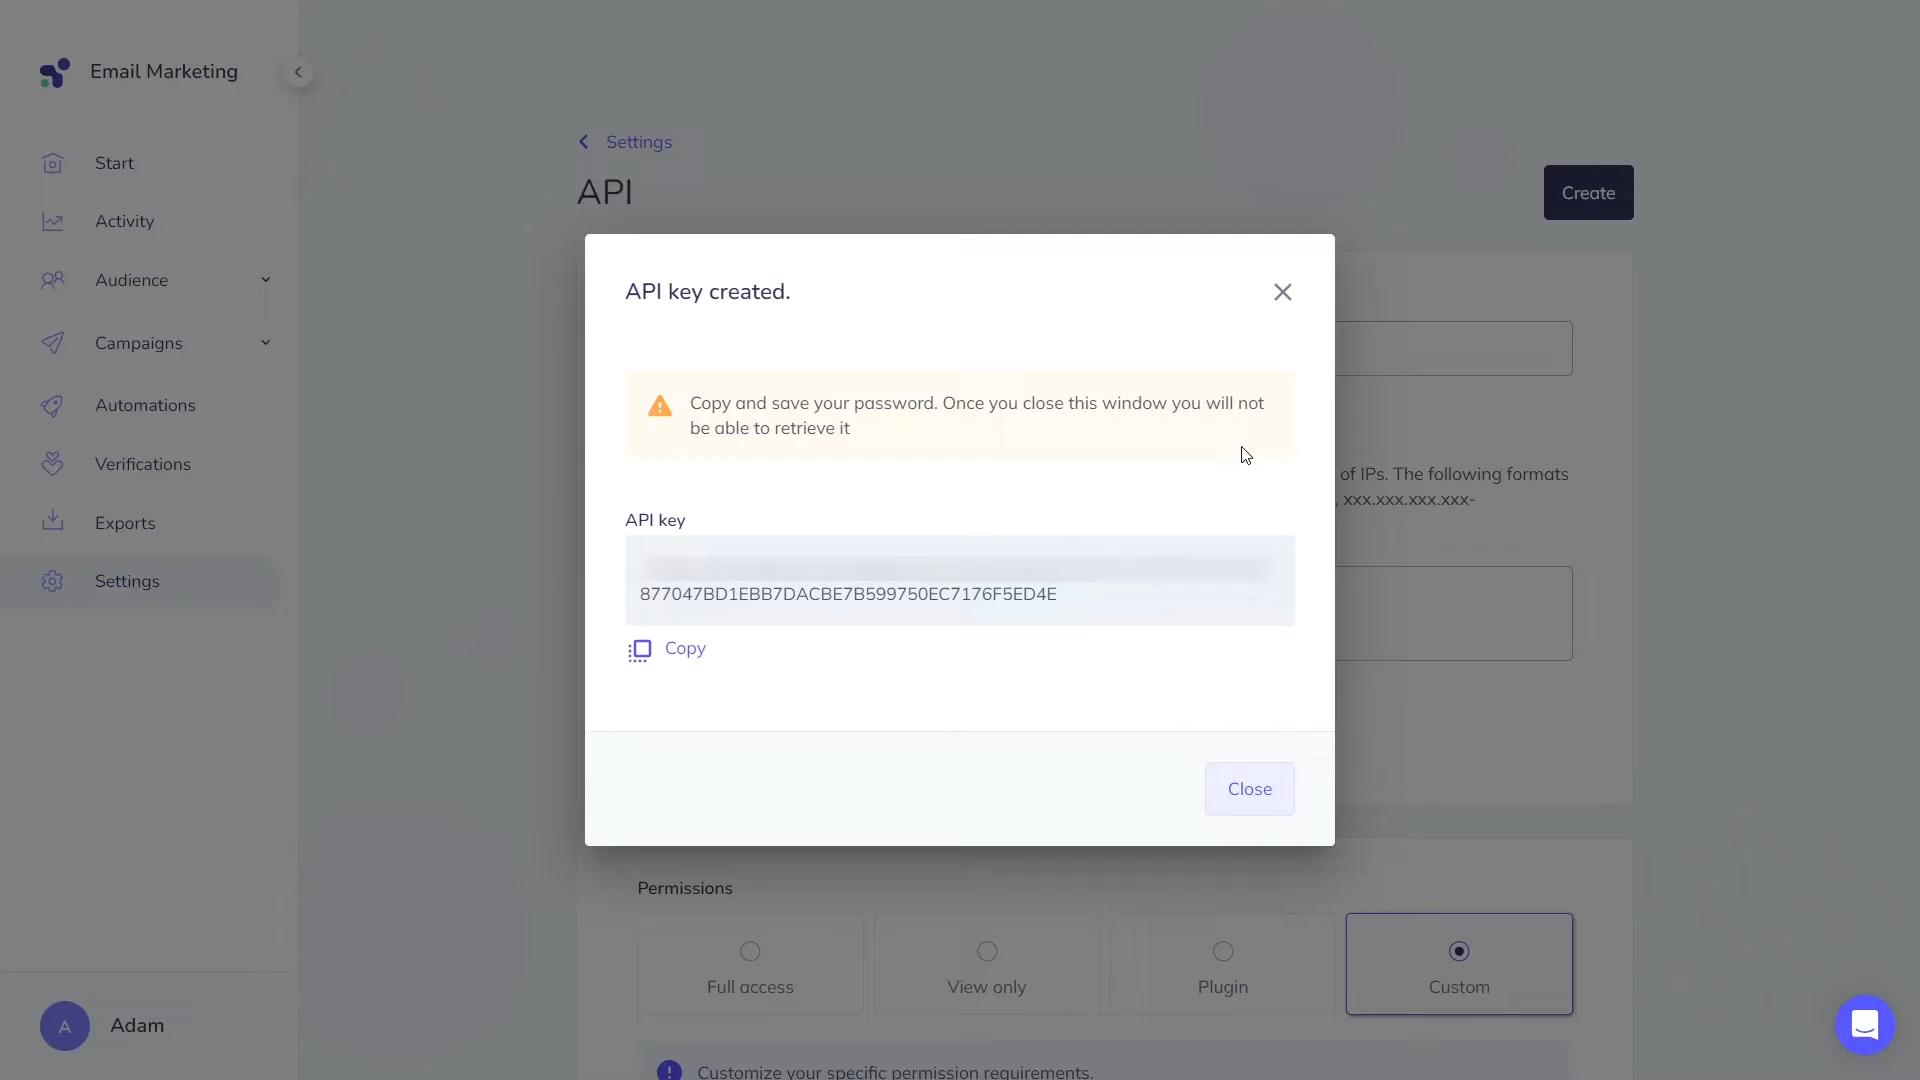 Email Marketing
Start
Activity
Audience
Campaigns
Automations
Verifications
Exports
Settings
A
Adam
Settings
API
Create
API key created.
Copy and save your password. Once you close this window you will not
be able to retrieve it
API key
877047BD1EBB7DACBE7B599750EC7176F5ED4E
Copy
Close
of IPs. The following formats
, xxx.xxx.xxx.xxx-
Permissions
Full access
View only
Plugin
Custom
Customize your specific permission requirements.